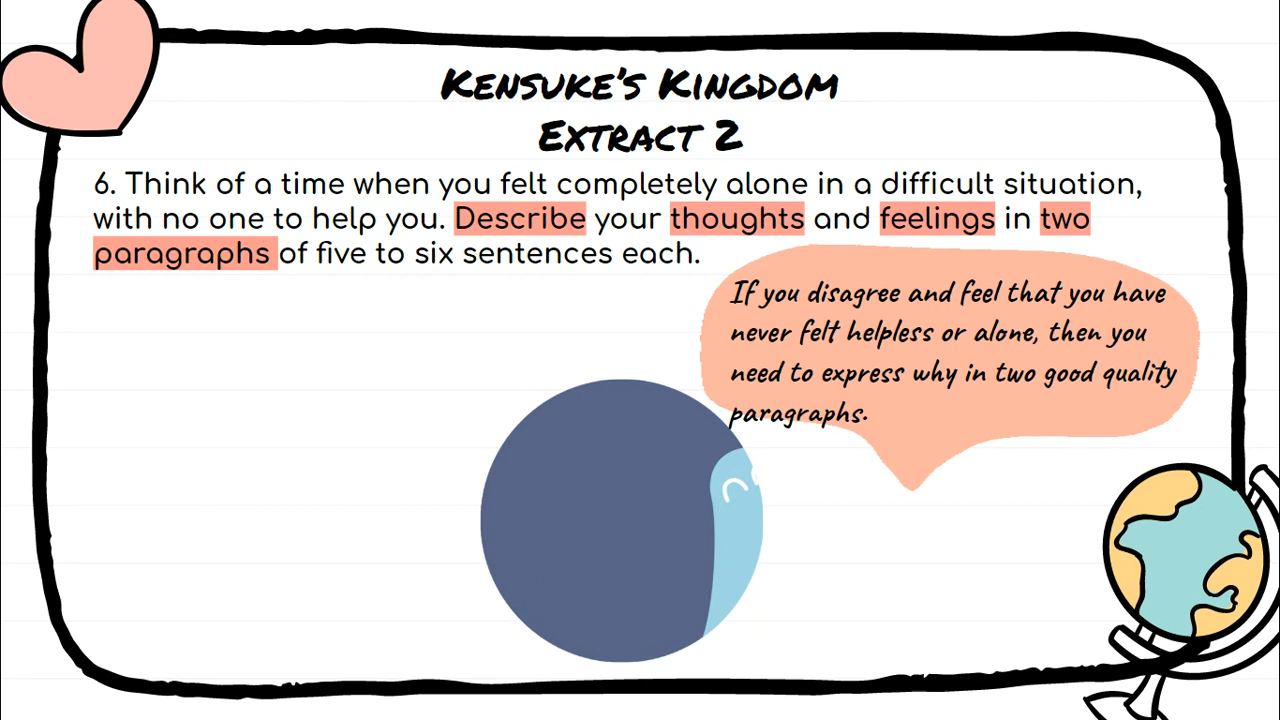 Kensuke's Kingdom
Extract 2
6. Think of a time when you felt completely alone in a difficult situation,
with no one to help you. Describe your thoughts and feelings in two
paragraphs of five to six sentences each.
If you disagree and feel that you have
never felt helpless or alone, then you
need to express why in two good quality
paragraphs.